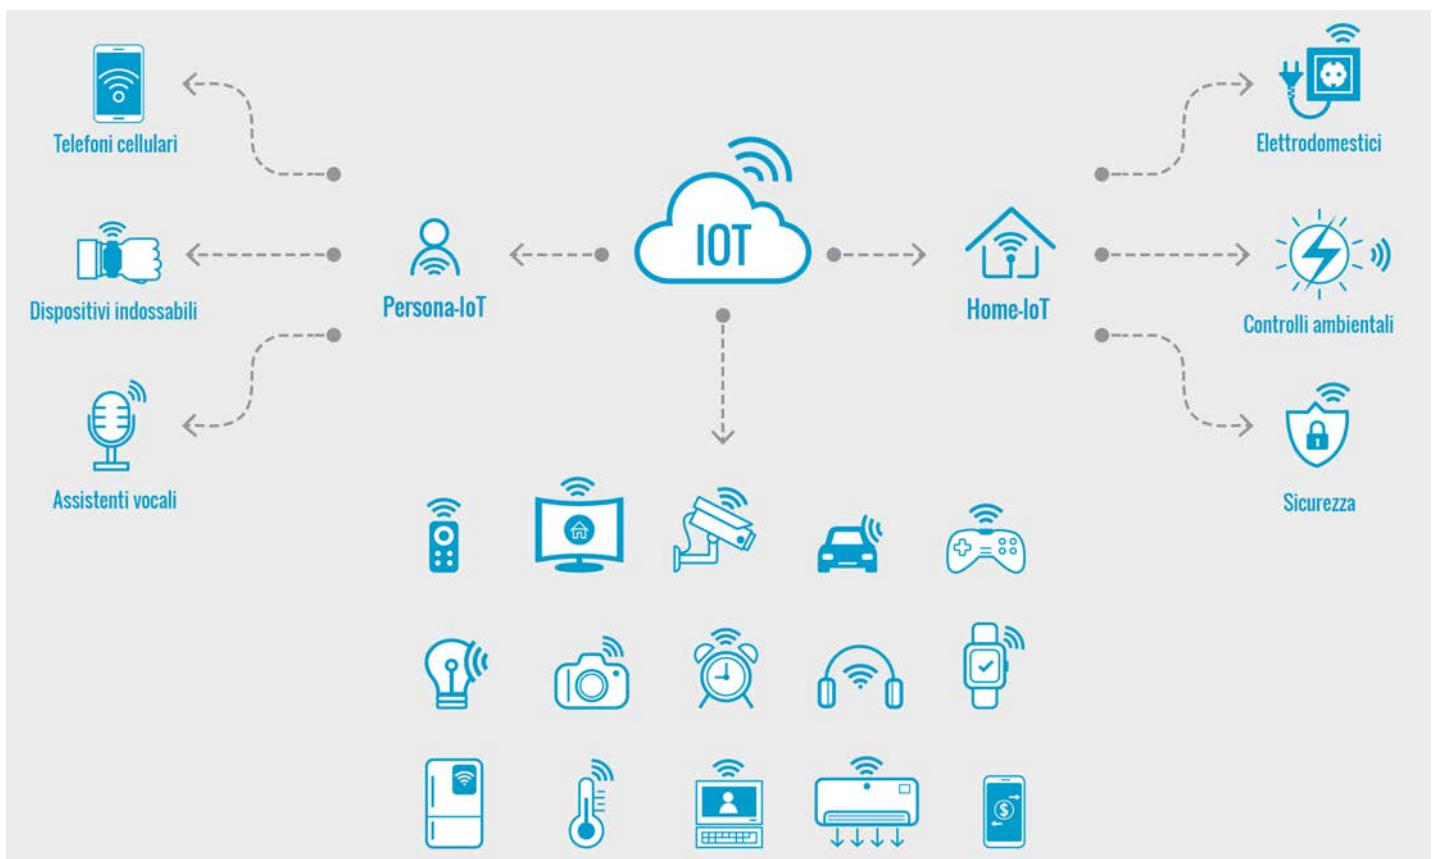 Telefoni cellulari
Dispositivi indossabili
Assistenti vocali
Persona-IoT
IOT
Home-IoT
Elettrodomestici
Controlli ambientali
Sicurezza
$